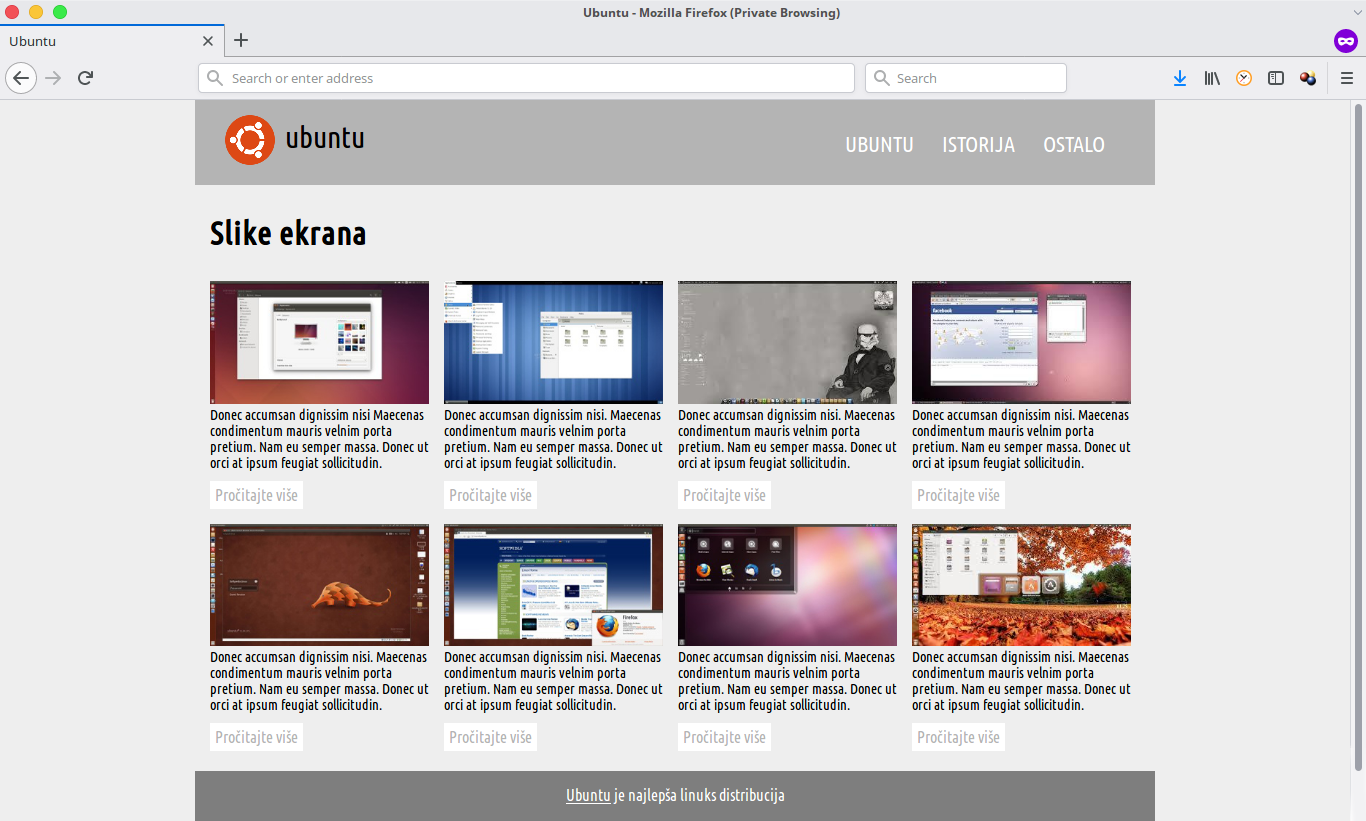 Ubuntu - Mozilla Firefox (Private Browsing)
Ubuntu
Search or enter address
Search
ubuntu
UBUNTU ISTORIJA OSTALO
Slike ekrana
facebook
Donec accumsan dignissim nisi Maecenas
condimentum mauris velnim porta
pretium. Nam eu semper massa. Donec ut
orci at ipsum feugiat sollicitudin.
Pročitajte više
Donec accumsan dignissim nisi. Maecenas
condimentum mauris velnim porta
pretium. Nam eu semper massa. Donec ut
orci at ipsum feugiat sollicitudin.
Pročitajte više
Donec accumsan dignissim nisi. Maecenas
condimentum mauris velnim porta
pretium. Nam eu semper massa. Donec ut
orci at ipsum feugiat sollicitudin.
Pročitajte više
Donec accumsan dignissim nisi. Maecenas
condimentum mauris velnim porta
pretium. Nam eu semper massa. Donec ut
orci at ipsum feugiat sollicitudin.
Pročitajte više
SOFTPEDIA
Firefox
Donec accumsan dignissim nisi. Maecenas
condimentum mauris velnim porta
pretium. Nam eu semper massa. Donec ut
orci at ipsum feugiat sollicitudin.
Pročitajte više
Donec accumsan dignissim nisi. Maecenas
condimentum mauris velnim porta
pretium. Nam eu semper massa. Donec ut
orci at ipsum feugiat sollicitudin.
Pročitajte više
Donec accumsan dignissim nisi. Maecenas
condimentum mauris velnim porta
pretium. Nam eu semper massa. Donec ut
orci at ipsum feugiat sollicitudin.
Pročitajte više
Donec accumsan dignissim nisi. Maecenas
condimentum mauris velnim porta
pretium. Nam eu semper massa. Donec ut
orci at ipsum feugiat sollicitudin.
Pročitajte više
Ubuntu je najlepša linuks distribucija